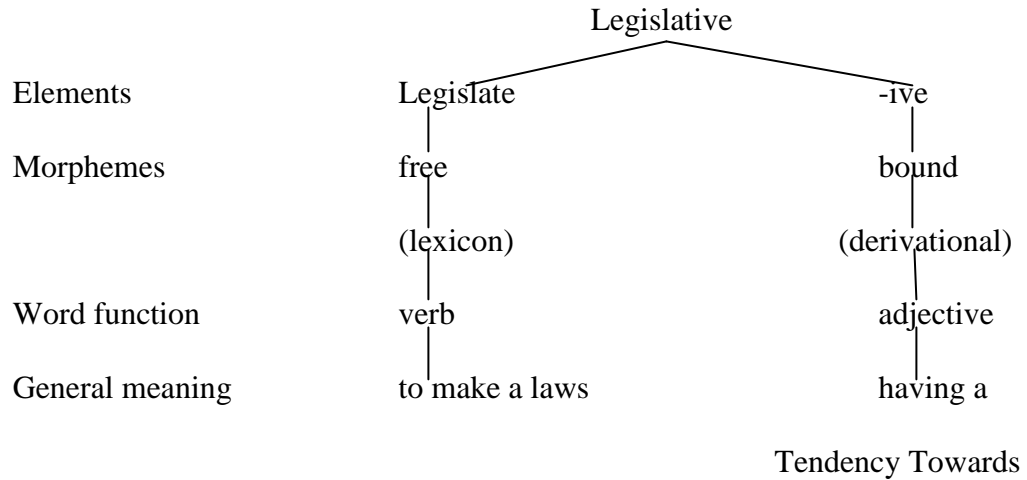 Legislative
Elements Legislate -ive
Morphemes free bound
(lexicon) (derivational)
Word function verb adjective
General meaning to make a laws having a
Tendency Towards